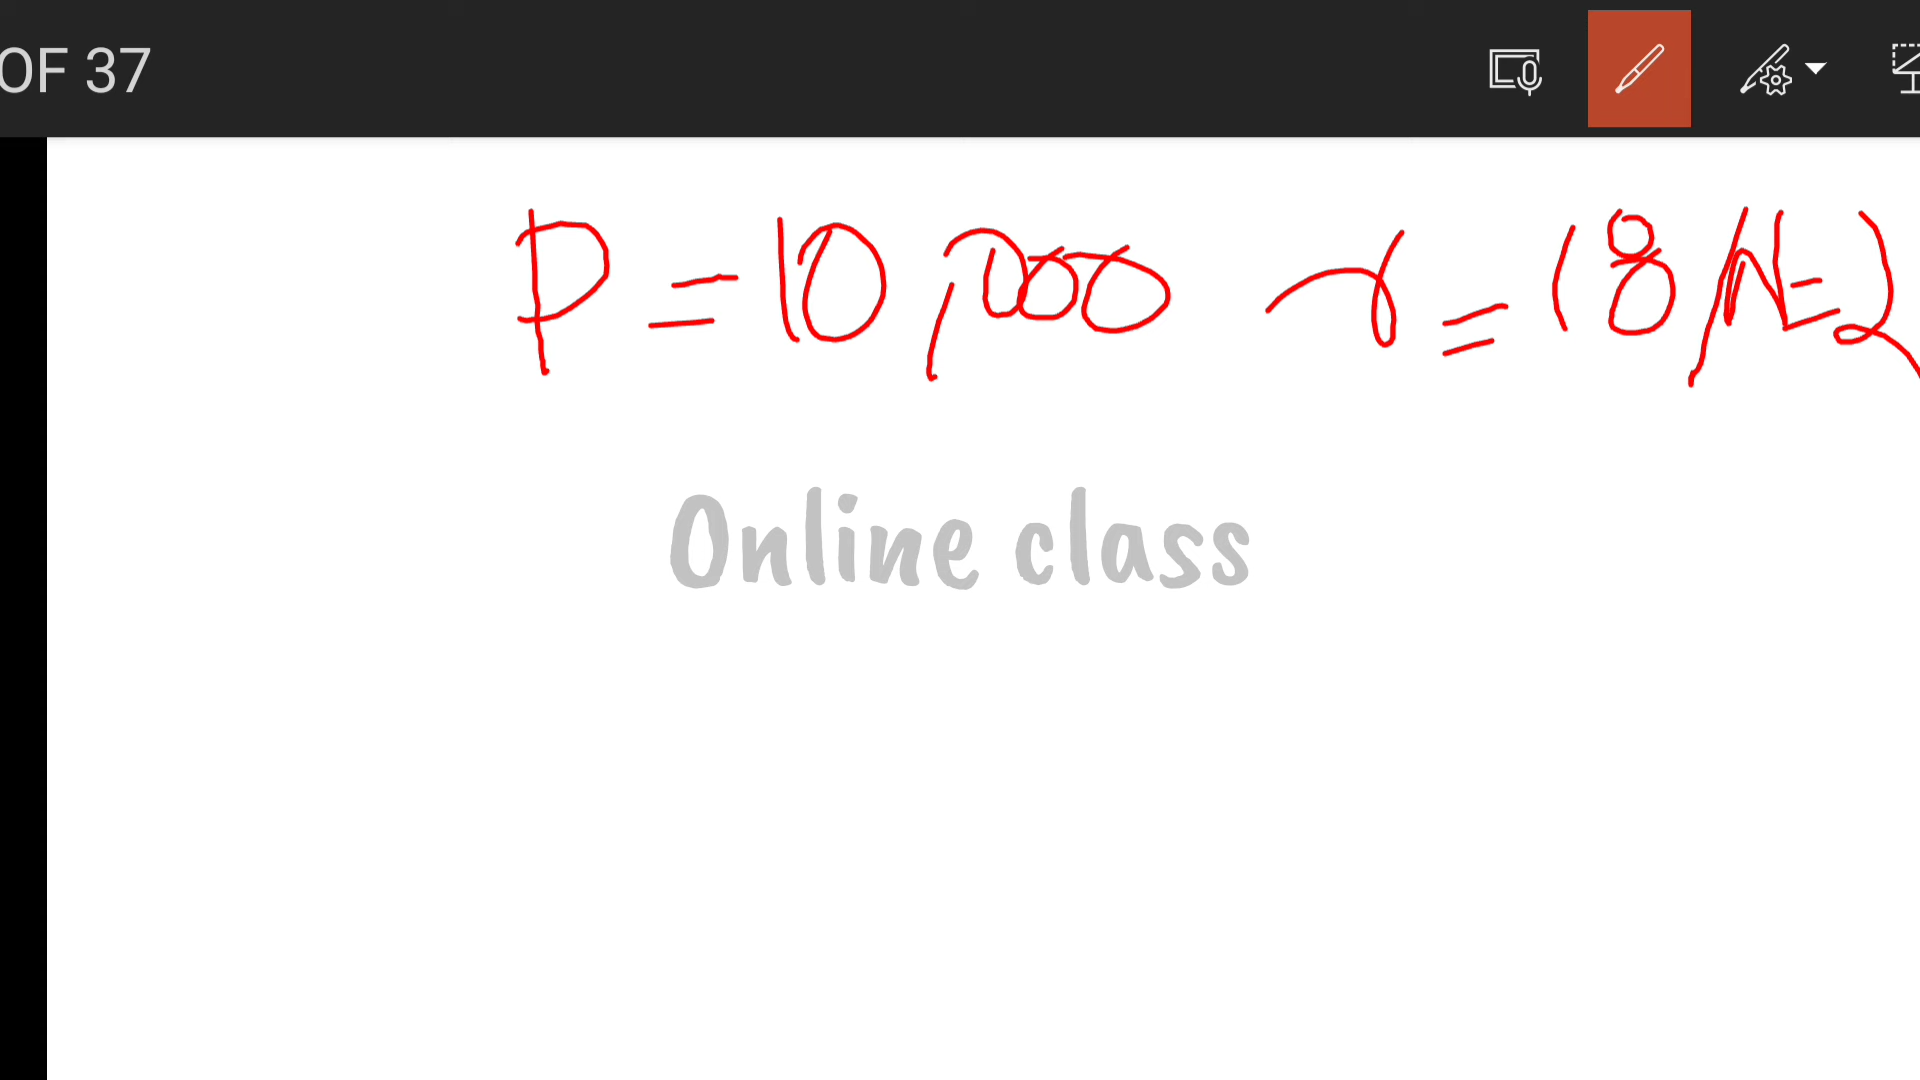 OF 37
P = 10,000 r = 18/N=2
Online class